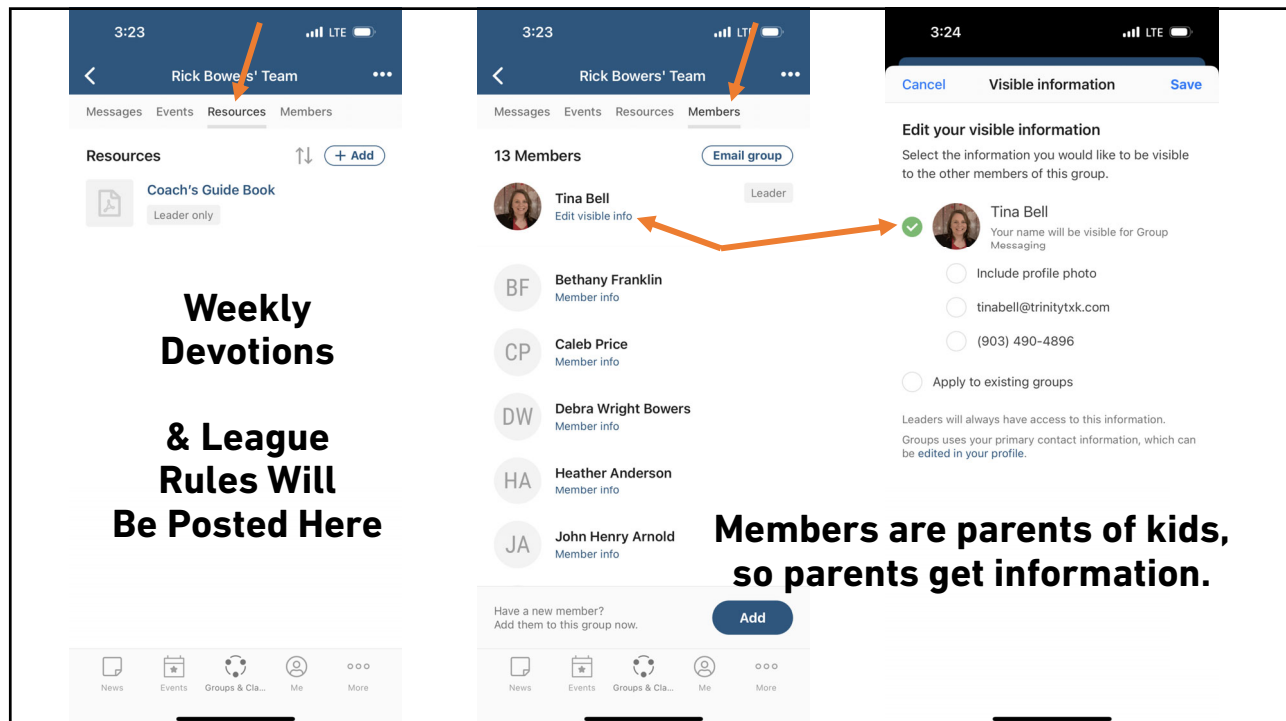 3:23
LTE
Rick Bowers' Team
Messages Events Resources Members
Resources
+ Add
Coach's Guide Book
Leader only
Weekly
Devotions
& League
Rules Will
Be Posted Here
News Events Groups & Cla... Me More
3:23
LTE
Rick Bowers' Team
Messages Events Resources Members
13 Members
Email group
Tina Bell
Leader
Edit visible info
BF
Bethany Franklin
Member info
CP
Caleb Price
Member info
DW
Debra Wright Bowers
Member info
HA
Heather Anderson
Member info
JA
John Henry Arnold
Member info
Have a new member?
Add them to this group now.
Add
News Events Groups & Cla... Me More
3:24
LTE
Cancel Visible information Save
Edit your visible information
Select the information you would like to be visible
to the other members of this group.
Tina Bell
Your name will be visible for Group
Messaging
Include profile photo
tinabell@trinitytxk.com
(903) 490-4896
Apply to existing groups
Leaders will always have access to this information.
Groups uses your primary contact information, which can
be edited in your profile.
Members are parents of kids,
so parents get information.